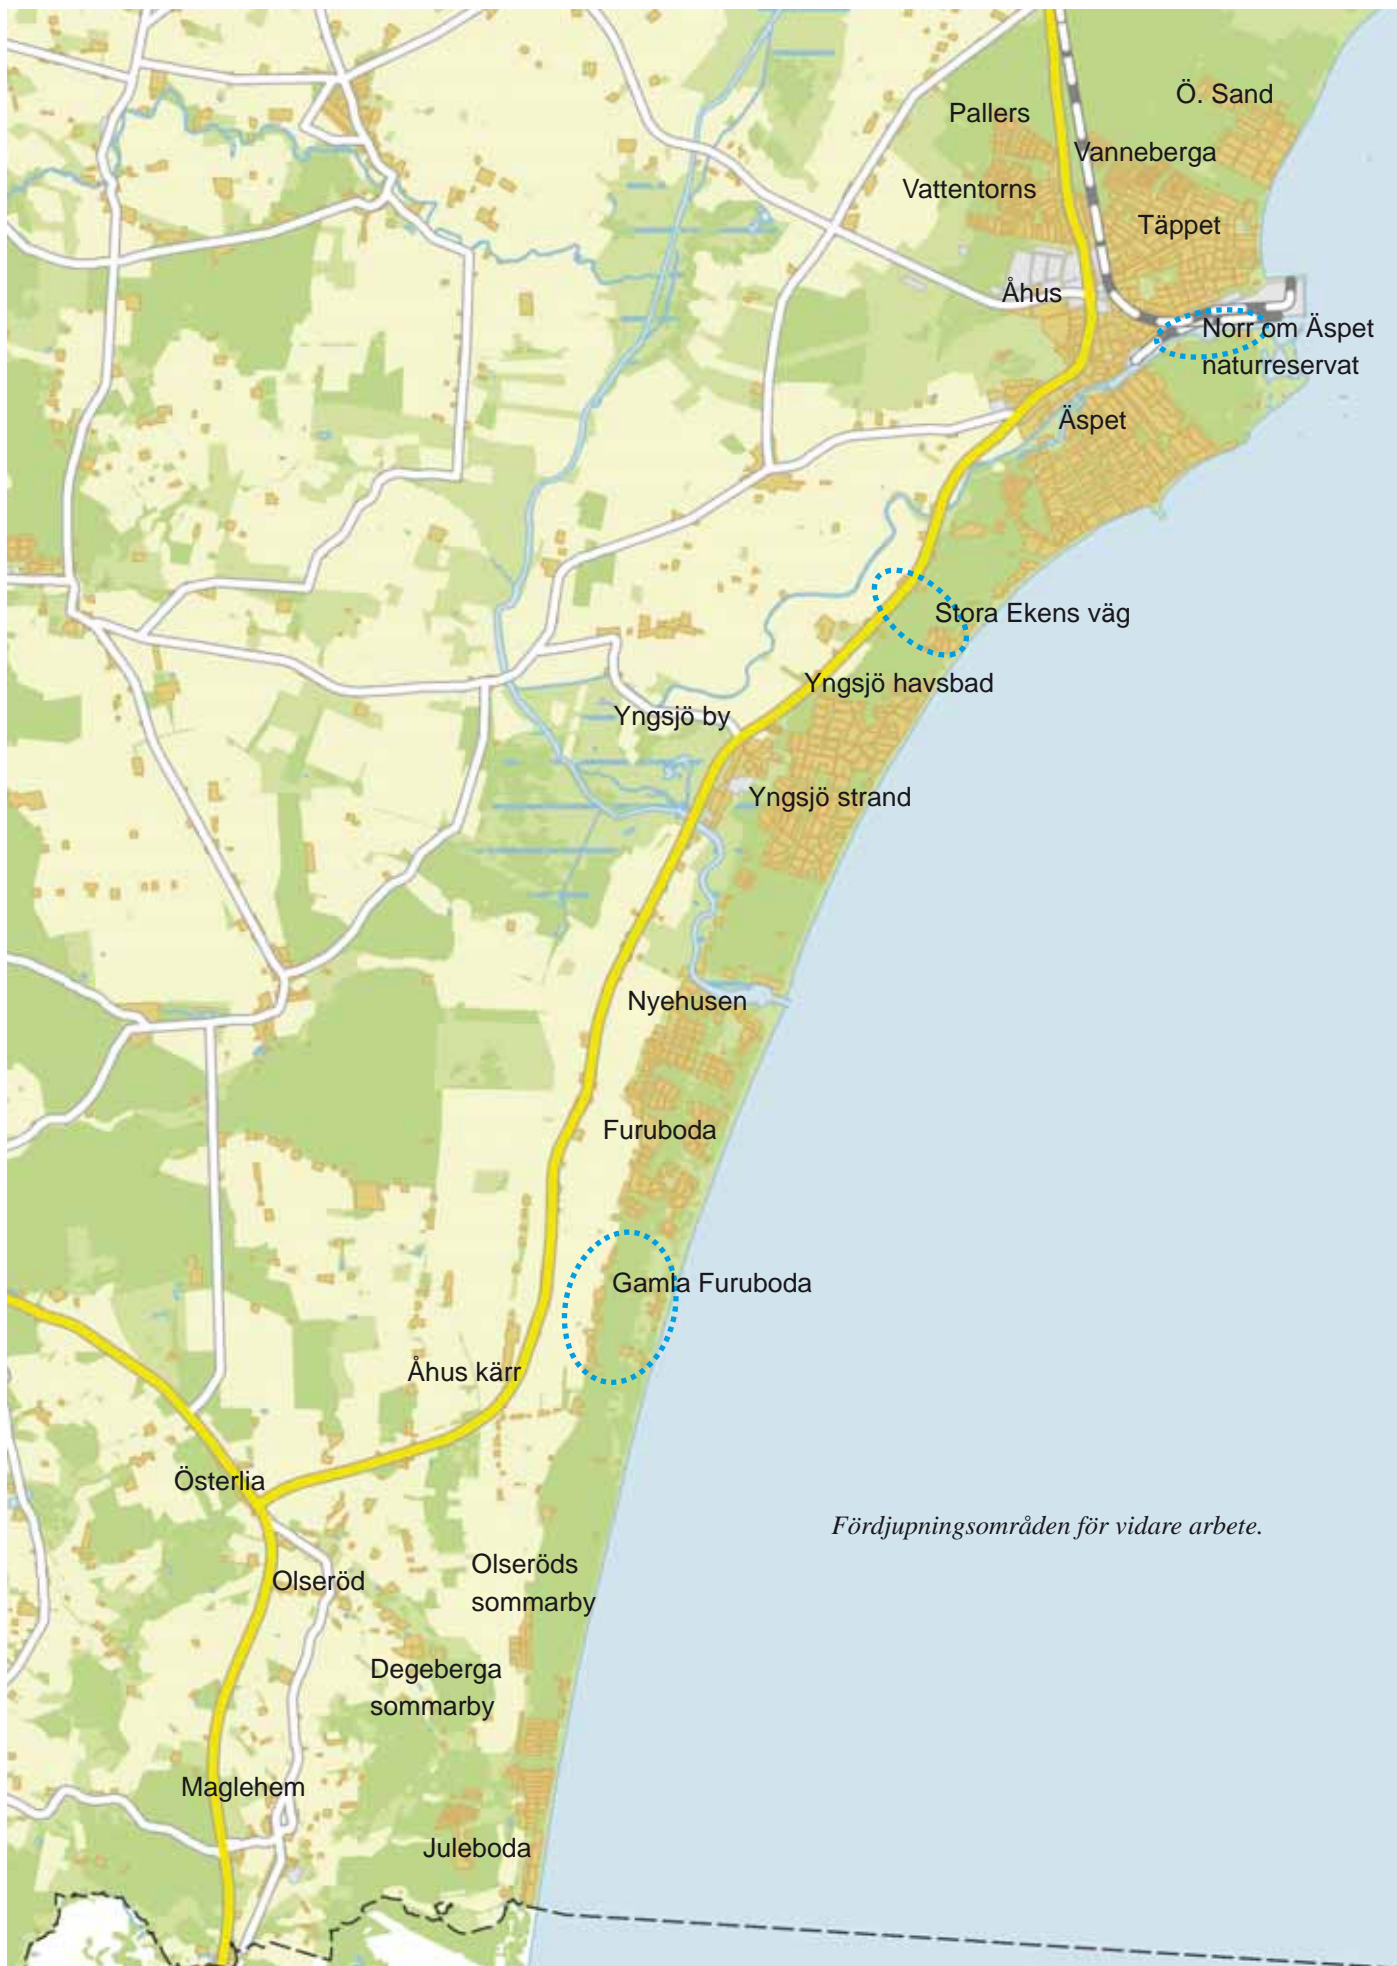 Ö. Sand
Pallers
Vanneberga
Vattentorns
Täppet
Åhus
Norr om Äspet
naturreservat
Äspet
Stora Ekens väg
Yngsjö havsbad
Yngsjö by
Yngsjö strand
Nyehusen
Furuboda
Gamla Furuboda
Åhus kärr
Österlia
Fördjupningsområden för vidare arbete.
Olseröd
Olseröds
sommarby
Degeberga
sommarby
Maglehem
Juleboda